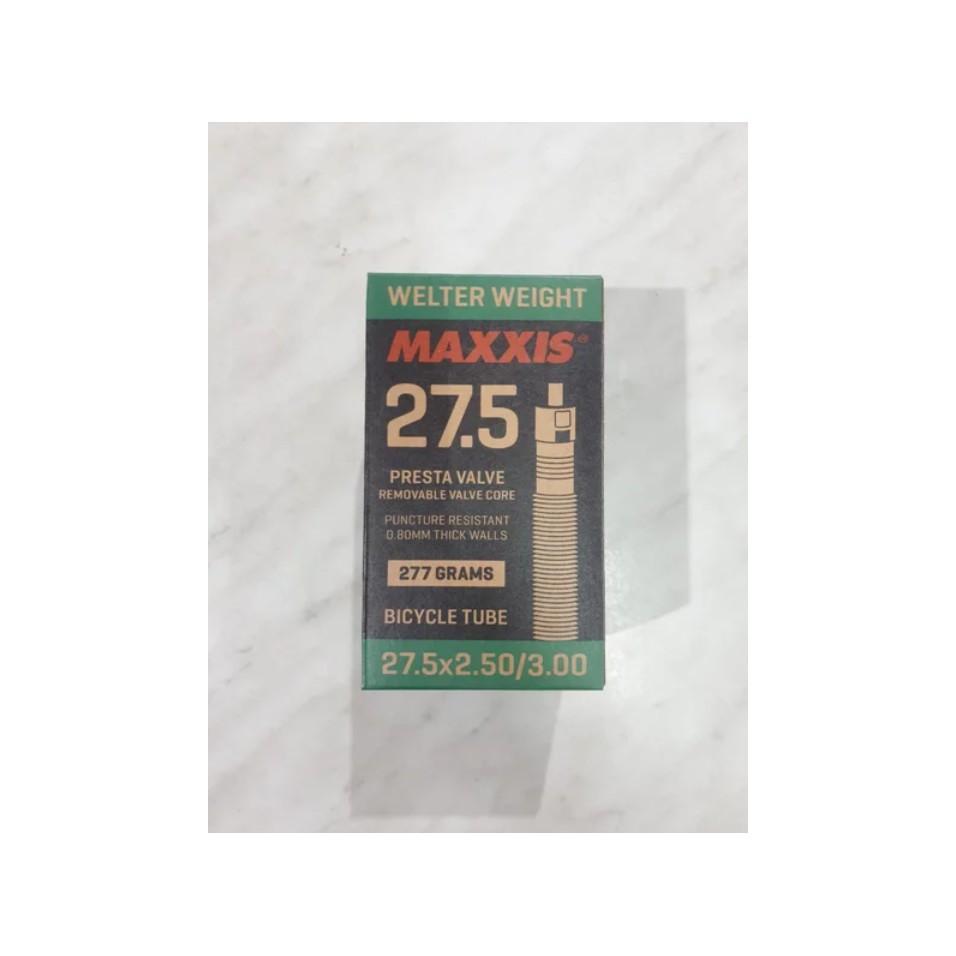 WELTER WEIGHT
MAXXIS®
27.5
PRESTA VALVE
REMOVABLE VALVE CORE
PUNCTURE RESISTANT
0.80MM THICK WALLS
277 GRAMS
BICYCLE TUBE
27.5x2.50/3.00